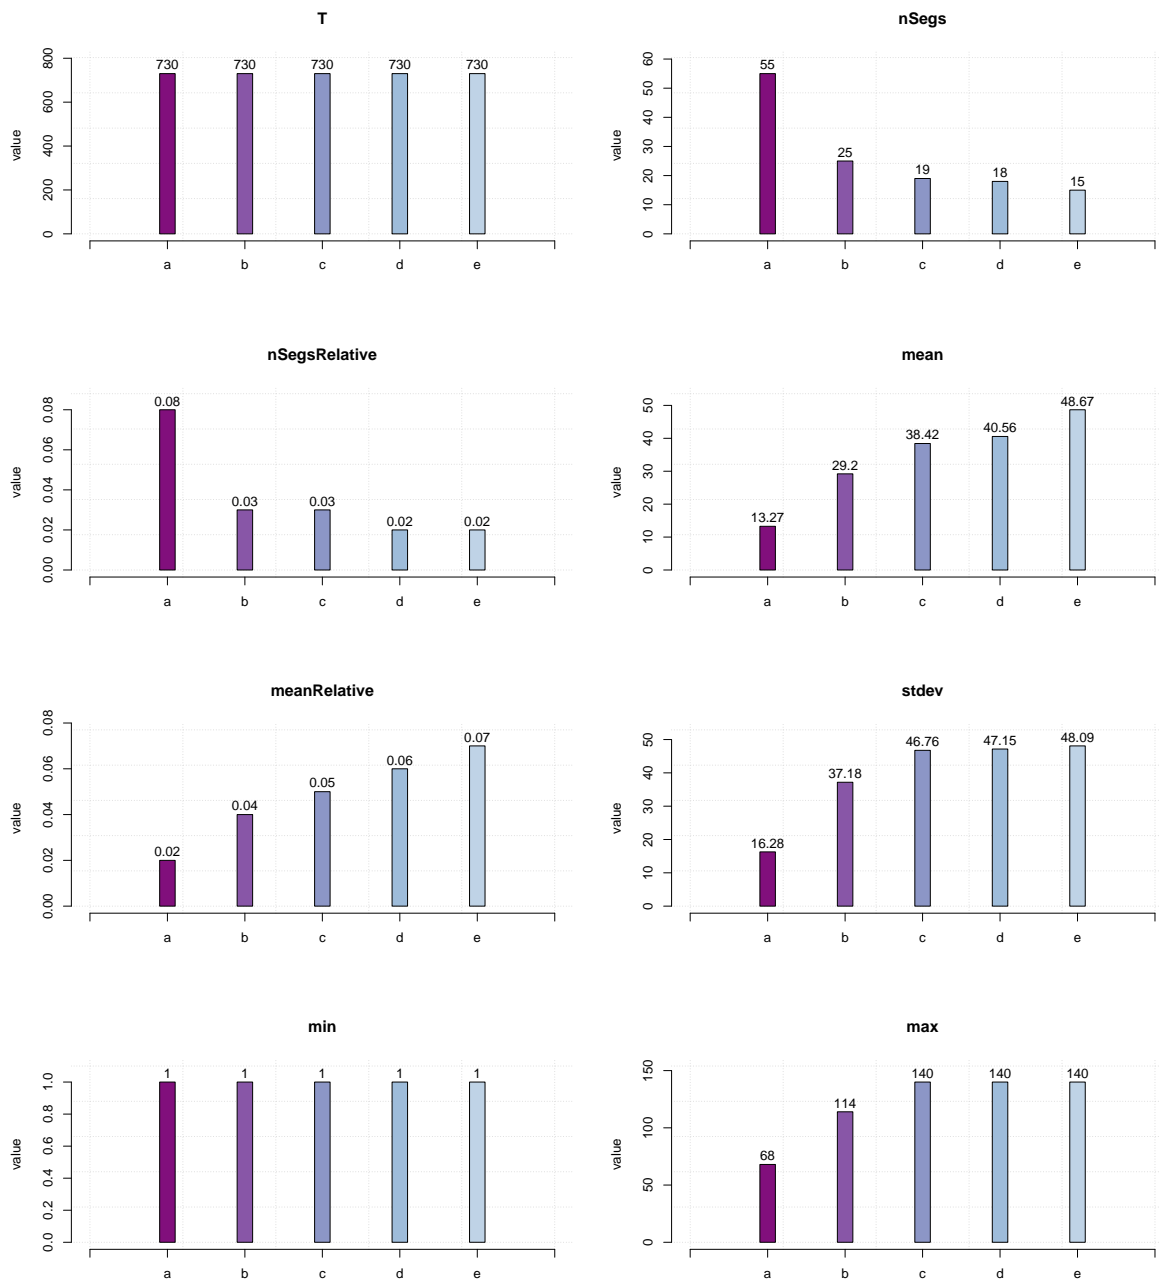 T
value
0 200 400 600 800
730 730 730 730 730
a b c d e
nSegs
value
0 10 20 30 40 50 60
55 25 19 18 15
a b c d e
nSegsRelative
value
0.00 0.02 0.04 0.06 0.08
0.08 0.03 0.03 0.02 0.02
a b c d e
mean
value
0 10 20 30 40 50
13.27 29.2 38.42 40.56 48.67
a b c d e
meanRelative
value
0.00 0.02 0.04 0.06 0.08
0.02 0.04 0.05 0.06 0.07
a b c d e
stdev
value
0 10 20 30 40 50
16.28 37.18 46.76 47.15 48.09
a b c d e
min
value
0.0 0.2 0.4 0.6 0.8 1.0
1 1 1 1 1
a b c d e
max
value
0 50 100 150
68 114 140 140 140
a b c d e